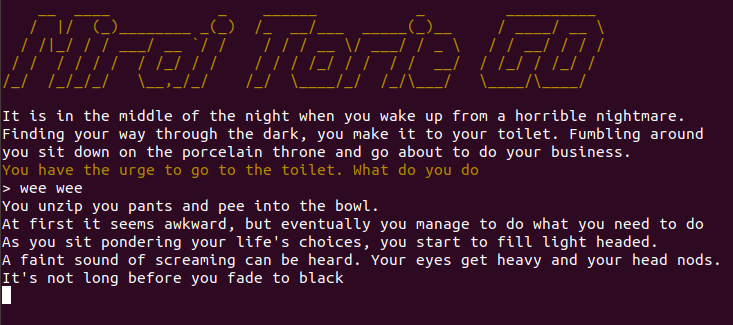 Mirai Torie GO
It is in the middle of the night when you wake up from a horrible nightmare.
Finding your way through the dark, you make it to your toilet. Fumbling around
you sit down on the porcelain throne and go about to do your business.
You have the urge to go to the toilet. What do you do
> wee wee
You unzip you pants and pee into the bowl.
At first it seems awkward, but eventually you manage to do what you need to do
As you sit pondering your life's choices, you start to fill light headed.
A faint sound of screaming can be heard. Your eyes get heavy and your head nods.
It's not long before you fade to black